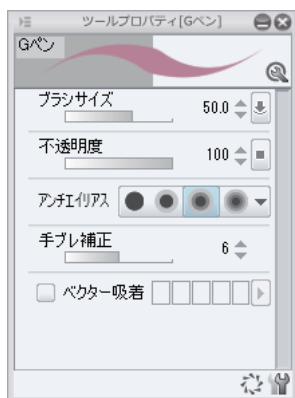 ツールプロパティ[Gペン]
Gペン
ブラシサイズ 50.0
不透明度 100
アンチエイリアス
手ブレ補正 6
ベクター吸着